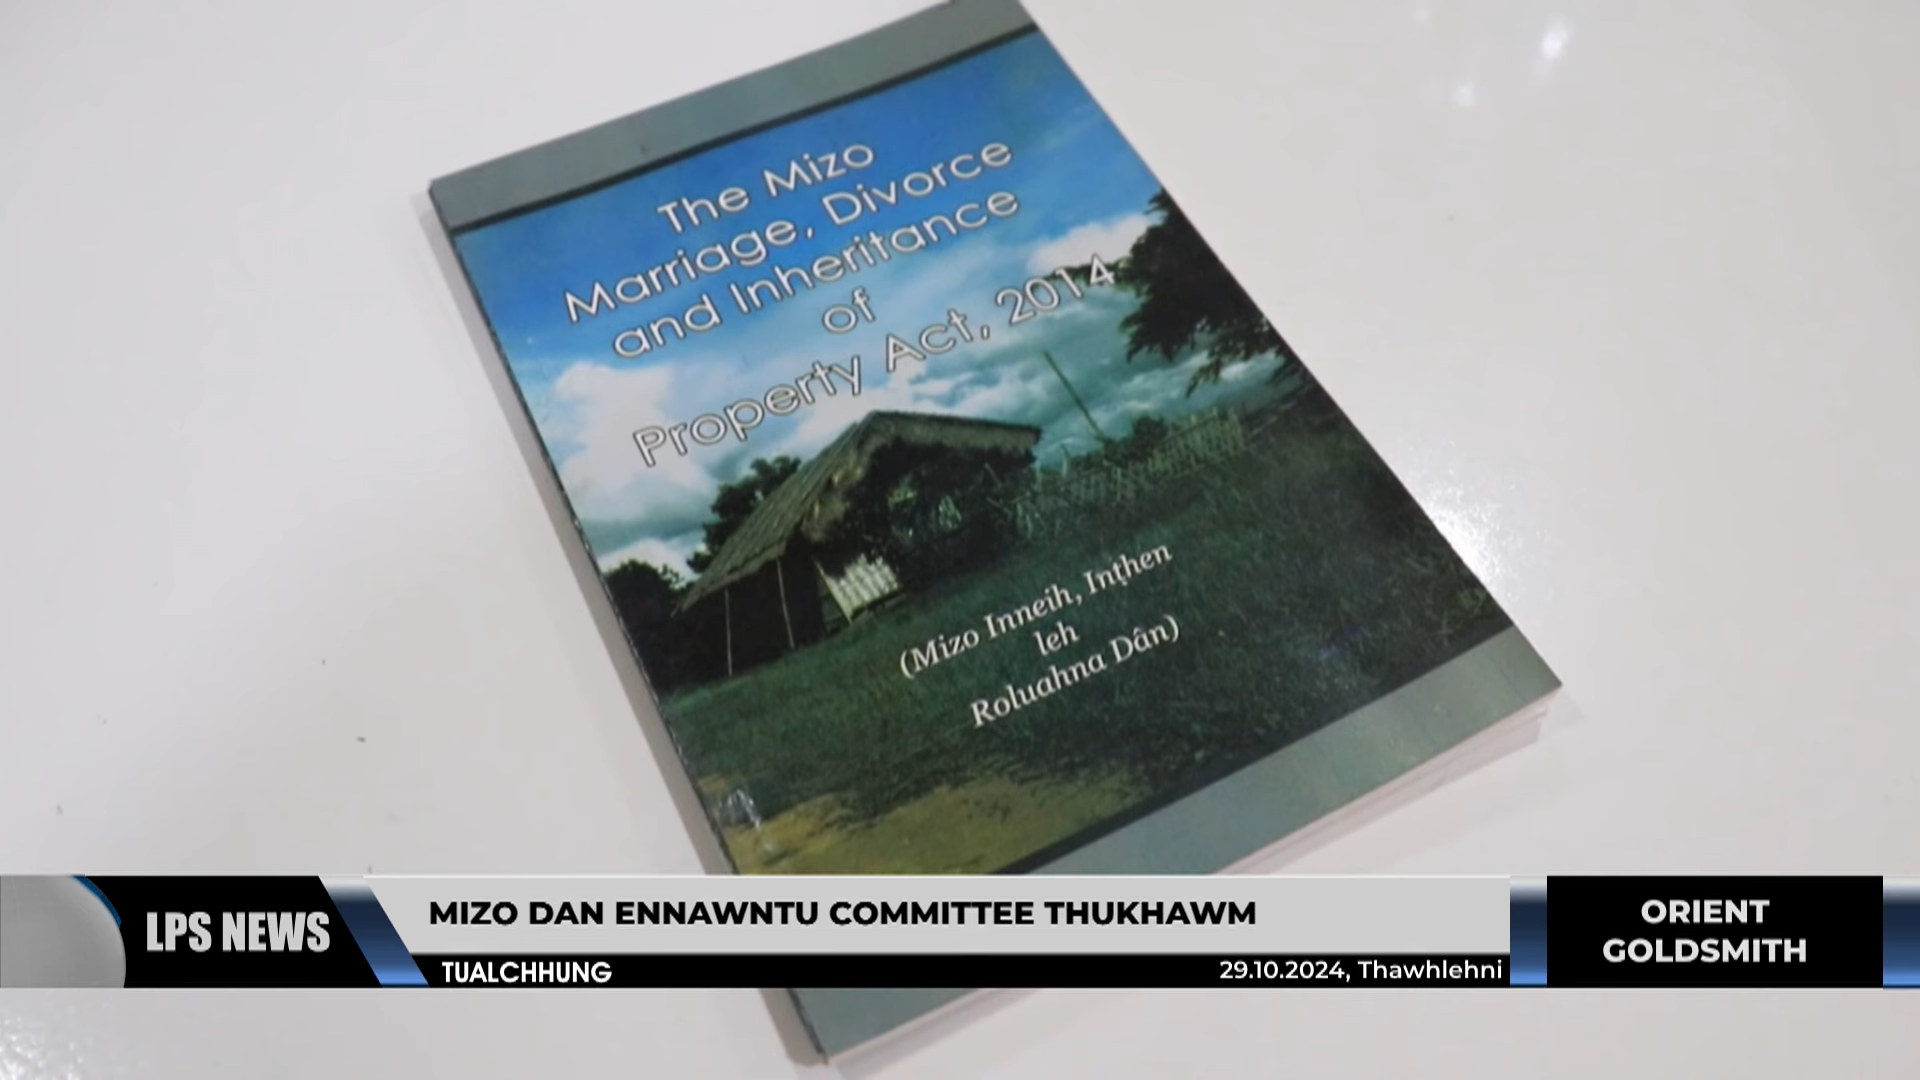 The Mizo
Marriage, Divorce
and Inheritance
of
Property Act, 2014
(Mizo Inneih, Inṭhen
leh
Roluahna Dân)
LPS NEWS
MIZO DAN ENNAWNTU COMMITTEE THUKHAWM
TUALCHHUNG
29.10.2024, Thawhlehni
ORIENT
GOLDSMITH